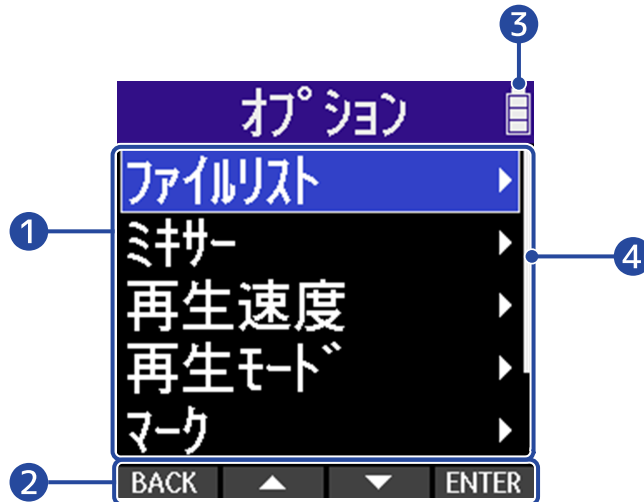 3
オプション
1
ファイルリスト
ミキサー
4
再生速度
再生モード
マーク
2
BACK ENTER